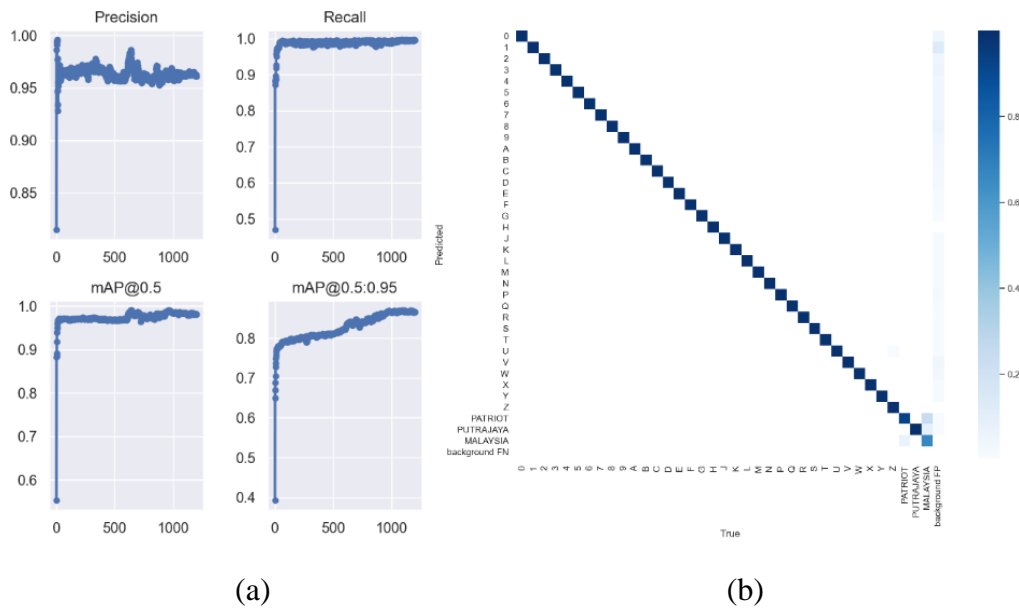 Precision
Recall
1.00
0.95
0.90
0.85
0
500
1000
1.0
0.9
0.8
0.7
0.6
0.5
0
500
1000
mAP@0.5
mAP@0.5:0.95
1.0
0.9
0.8
0.7
0.6
0
500
1000
0.8
0.7
0.6
0.5
0.4
0
500
1000
(a)
Predicted
0
1
2
3
4
5
6
7
8
9
A
B
C
D
E
F
G
H
J
K
L
M
N
P
Q
R
S
T
U
V
W
X
Y
Z
PATRIOT
PUTRAJAYA
MALAYSIA
background FN
0
1
2
3
4
5
6
7
8
9
A
B
C
D
E
F
G
H
J
K
L
M
N
P
Q
R
S
T
U
V
W
X
Y
Z
PATRIOT
PUTRAJAYA
MALAYSIA
background FP
True
0.8
0.6
0.4
0.2
(b)